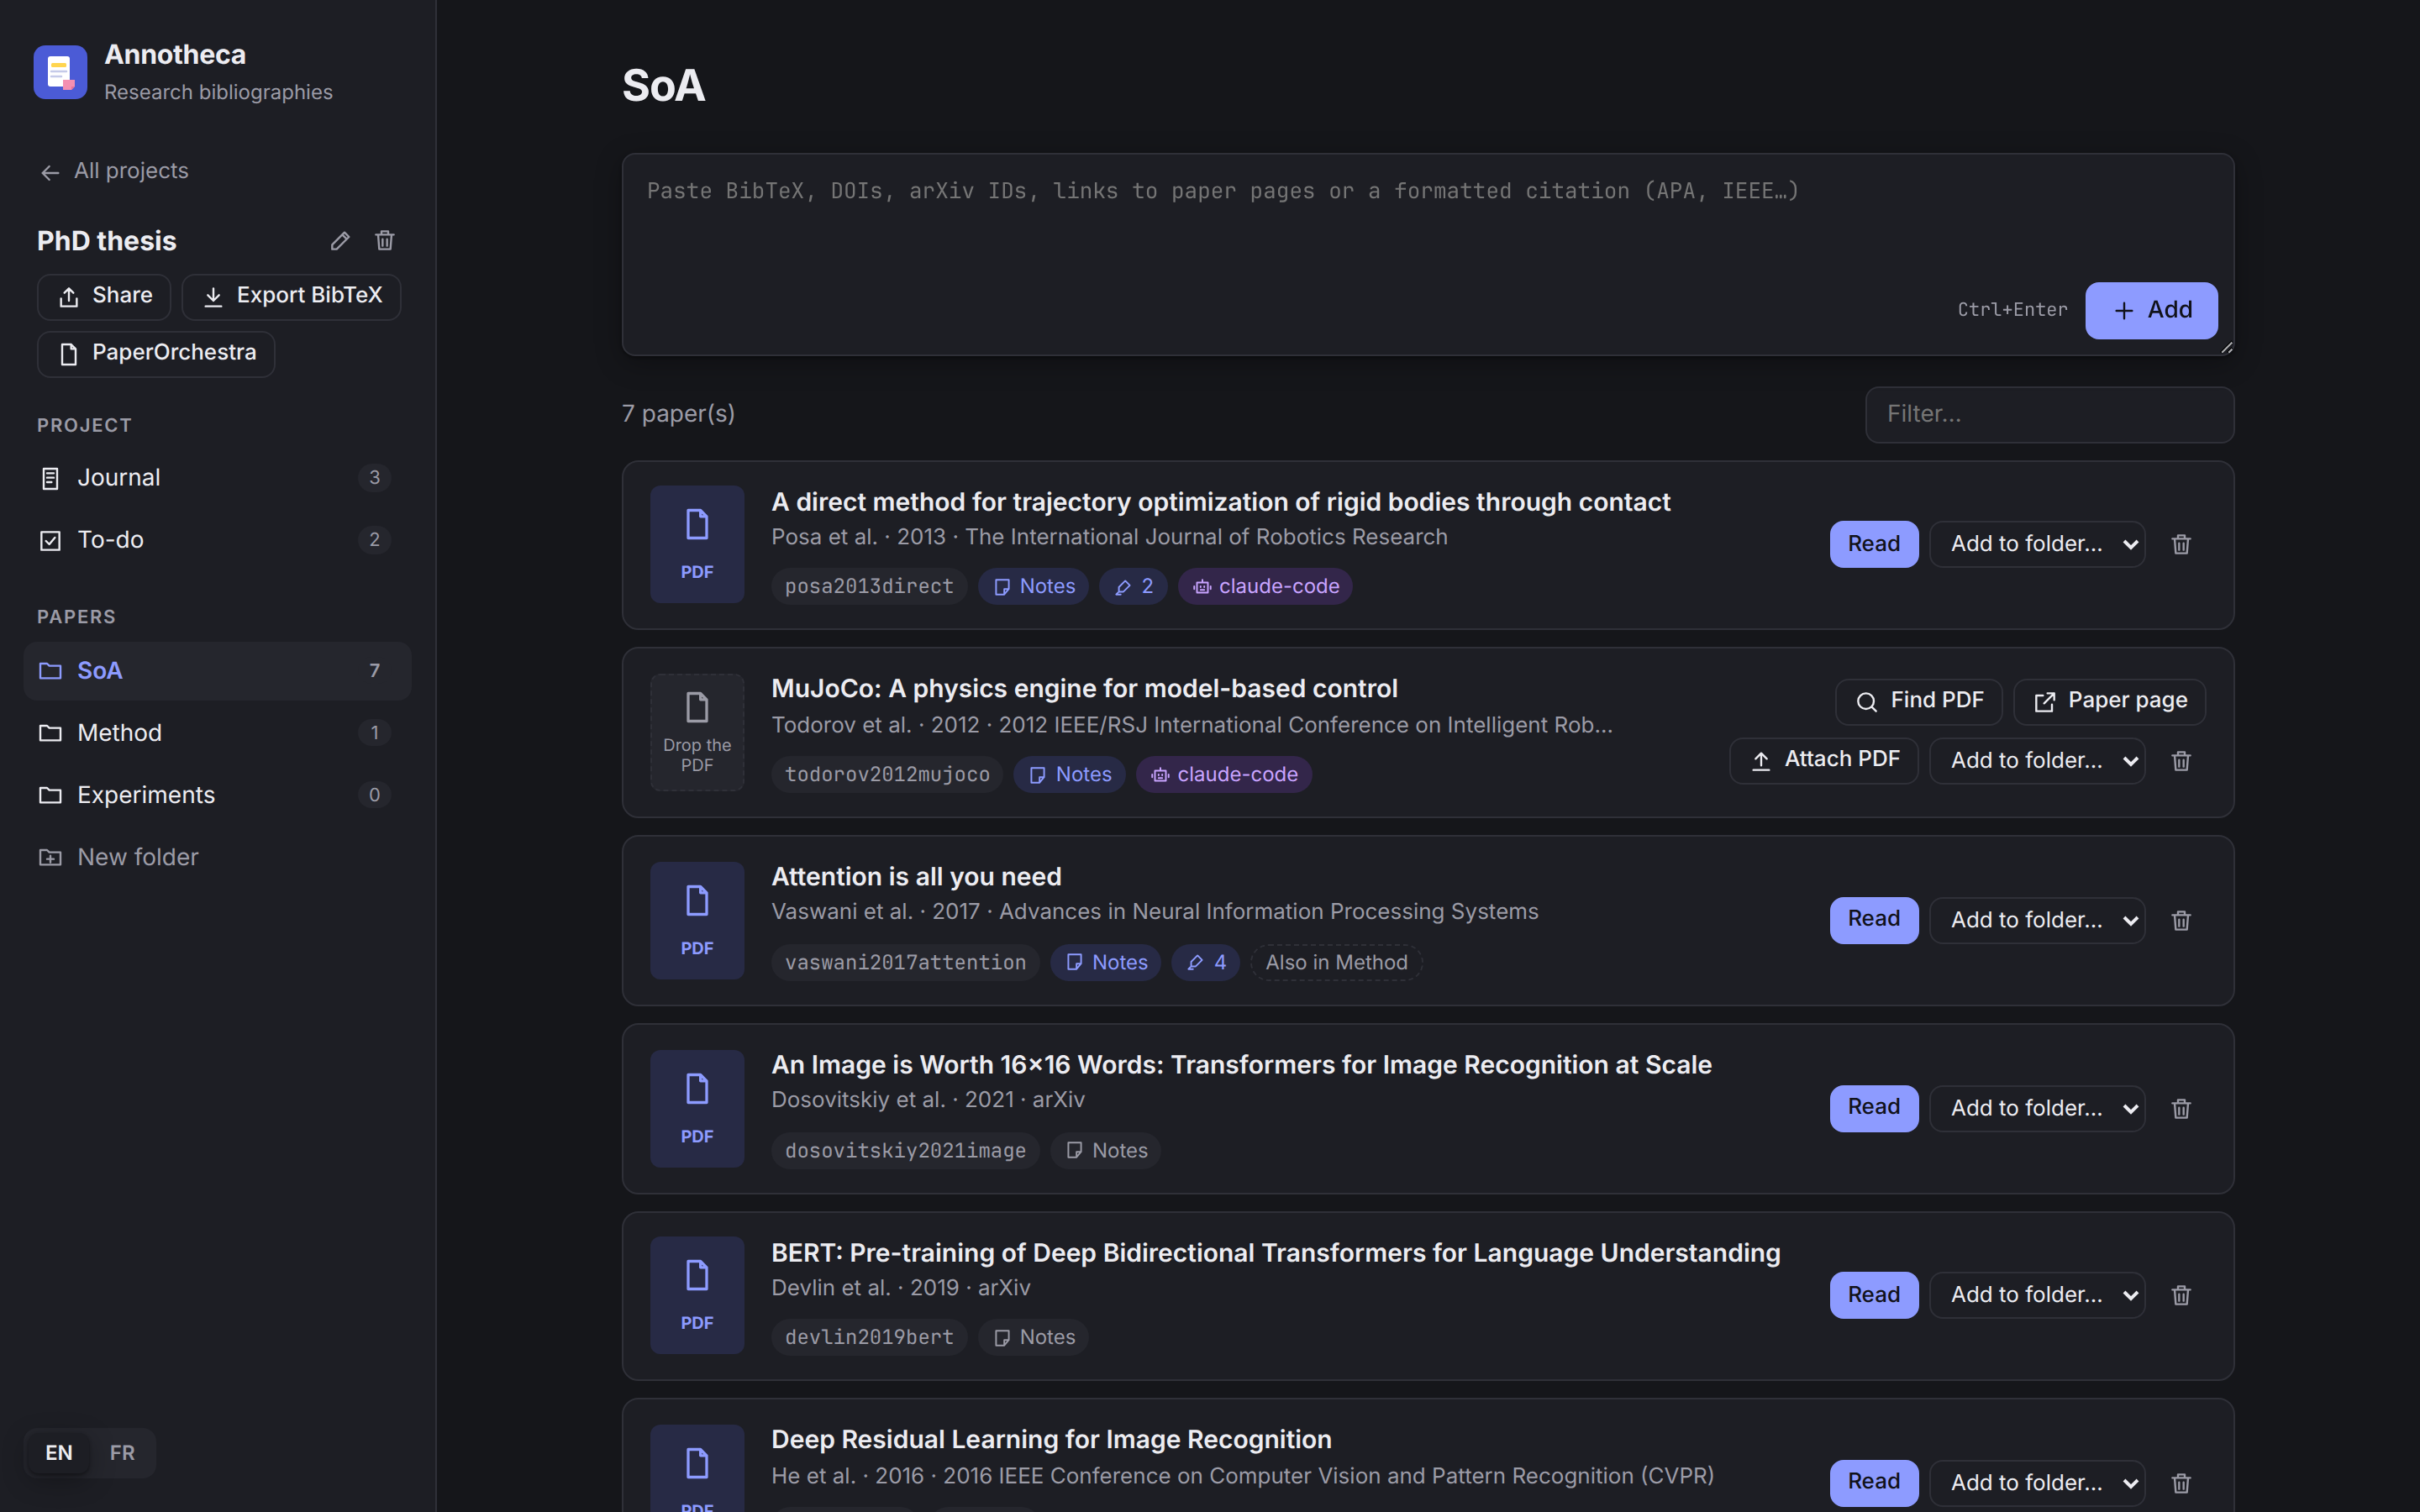 Annotheca
Research bibliographies
All projects
PhD thesis
Share
Export BibTeX
PaperOrchestra
PROJECT
Journal
3
To-do
2
PAPERS
SoA
7
Method
1
Experiments
0
New folder
EN
FR
SoA
Paste BibTeX, DOIs, arXiv IDs, links to paper pages or a formatted citation (APA, IEEE…)
Ctrl+Enter
Add
7 paper(s)
Filter...
PDF
A direct method for trajectory optimization of rigid bodies through contact
Posa et al. · 2013 · The International Journal of Robotics Research
posa2013direct
Notes
2
claude-code
Read
Add to folder...
Drop the
PDF
MuJoCo: A physics engine for model-based control
Todorov et al. · 2012 · 2012 IEEE/RSJ International Conference on Intelligent Rob...
todorov2012mujoco
Notes
claude-code
Find PDF
Paper page
Attach PDF
Add to folder...
PDF
Attention is all you need
Vaswani et al. · 2017 · Advances in Neural Information Processing Systems
vaswani2017attention
Notes
4
Also in Method
Read
Add to folder...
PDF
An Image is Worth 16×16 Words: Transformers for Image Recognition at Scale
Dosovitskiy et al. · 2021 · arXiv
dosovitskiy2021image
Notes
Read
Add to folder...
PDF
BERT: Pre-training of Deep Bidirectional Transformers for Language Understanding
Devlin et al. · 2019 · arXiv
devlin2019bert
Notes
Read
Add to folder...
PDF
Deep Residual Learning for Image Recognition
He et al. · 2016 · 2016 IEEE Conference on Computer Vision and Pattern Recognition (CVPR)
Read
Add to folder...